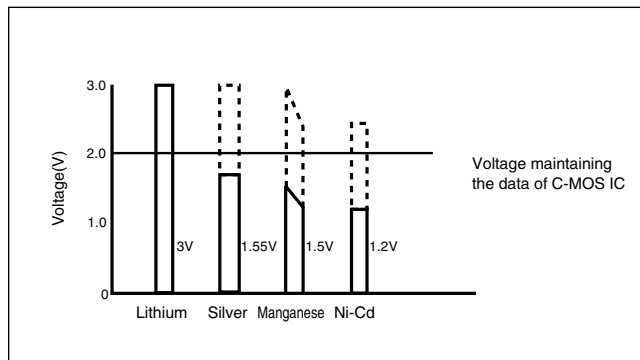 3.0
2.0
1.0
0
Voltage(V)
3V
1.55V
1.5V
1.2V
Lithium
Silver
Manganese
Ni-Cd
Voltage maintaining
the data of C-MOS IC